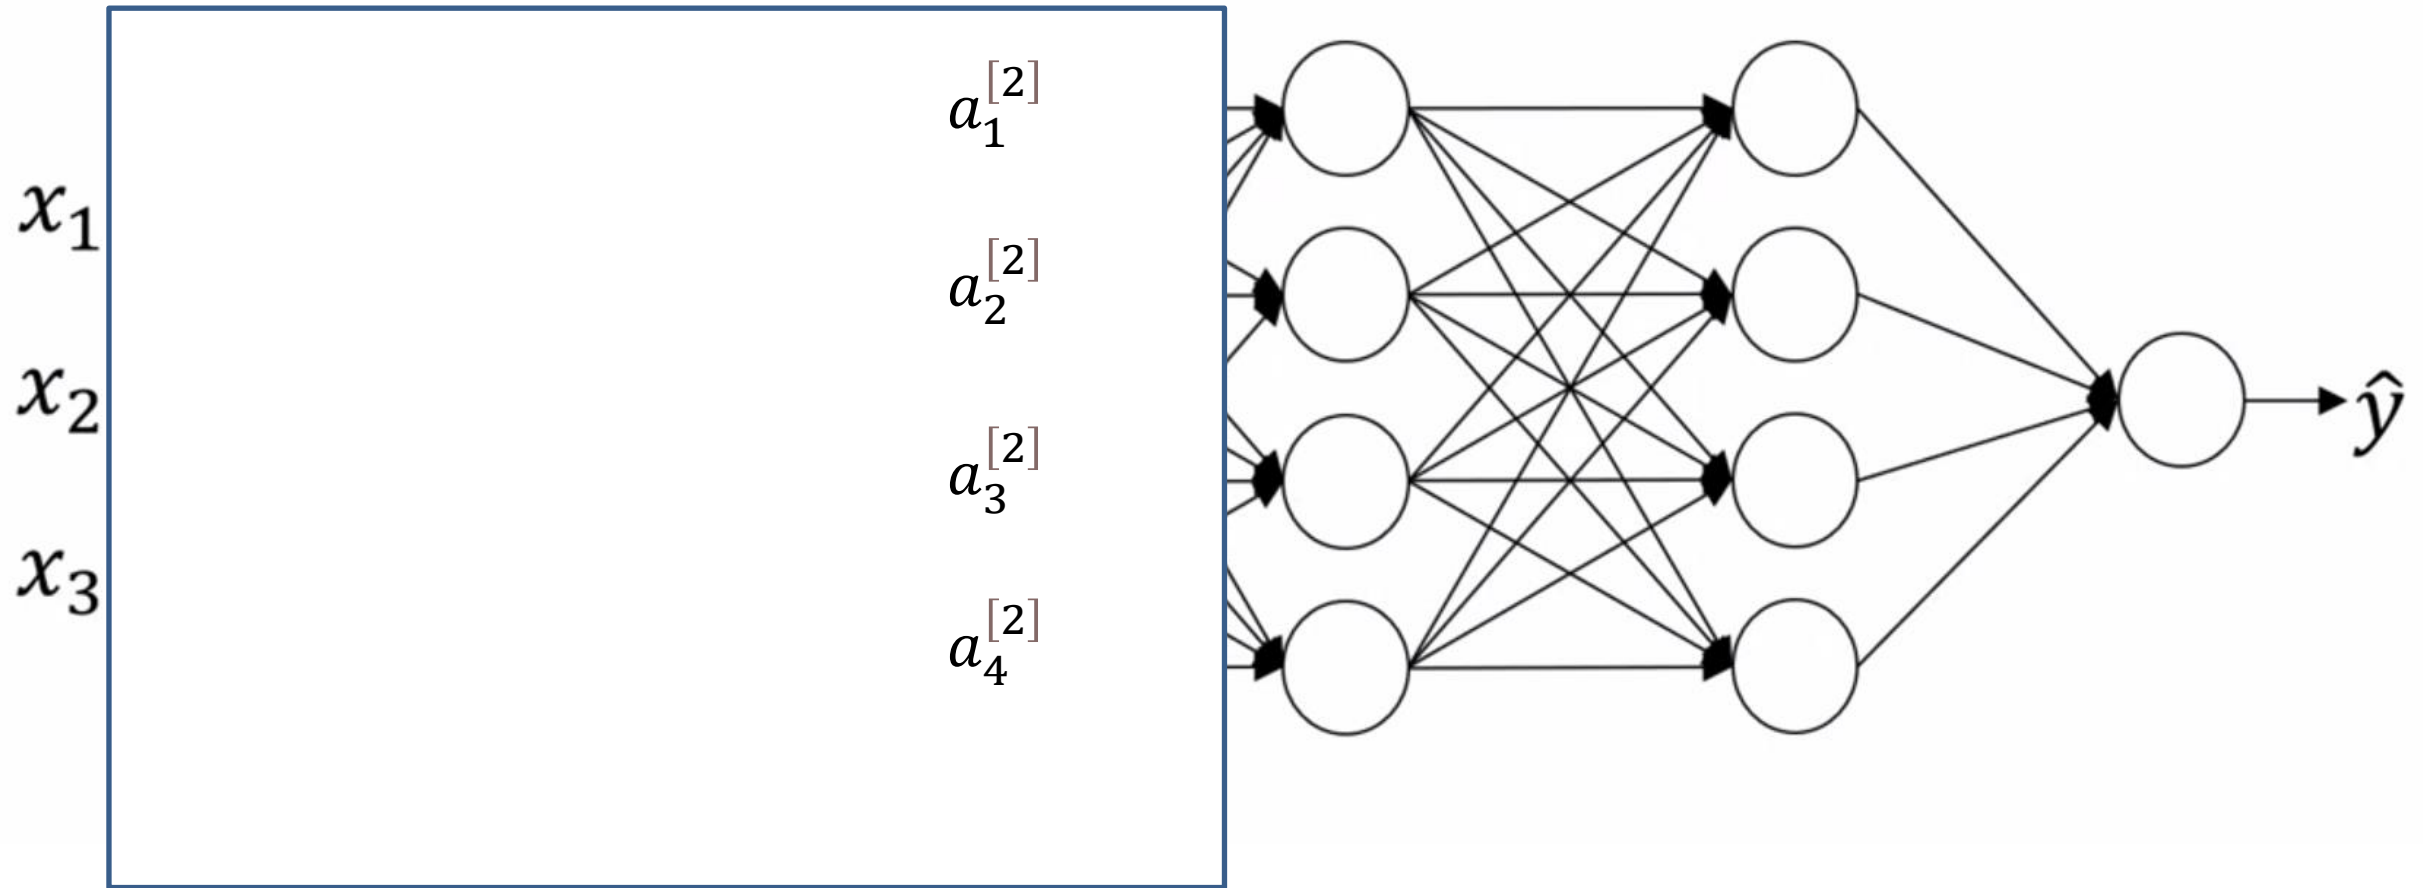 x₁
x₂
x₃
a₁^[2]
a₂^[2]
a₃^[2]
a₄^[2]
ŷ